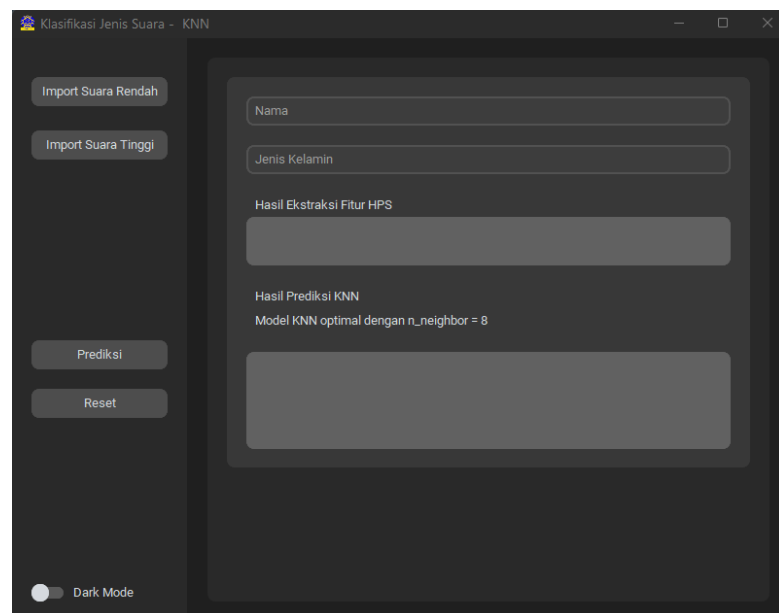 Klasifikasi Jenis Suara - KNN
Import Suara Rendah
Import Suara Tinggi
Prediksi
Reset
Dark Mode
Nama
Jenis Kelamin
Hasil Ekstraksi Fitur HPS
Hasil Prediksi KNN
Model KNN optimal dengan n_neighbor = 8